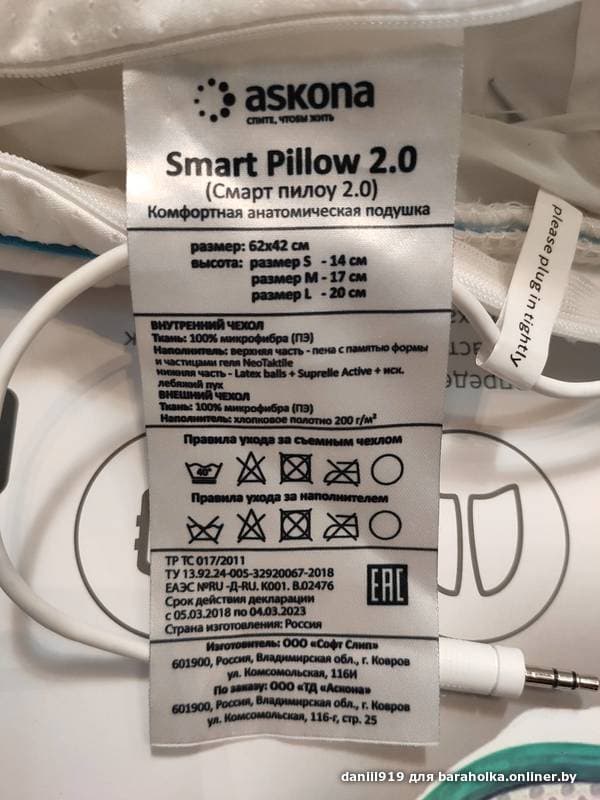 askona
СПИТЕ, ЧТОБЫ ЖИТЬ
Smart Pillow 2.0
(Смарт пилоу 2.0)
Комфортная анатомическая подушка
размер: 62x42 см
высота: размер S - 14 см
размер M - 17 см
размер L - 20 см
ВНУТРЕННИЙ ЧЕХОЛ
Ткань: 100% микрофибра (ПЭ)
Наполнитель: верхняя часть - пена с памятью формы
и частицами геля NeoTaktile
нижняя часть - Latex balls + Suprelle Active + иск.
лебяжий пух
ВНЕШНИЙ ЧЕХОЛ
Ткань: 100% микрофибра (ПЭ)
Наполнитель: хлопковое полотно 200 г/м²
Правила ухода за съемным чехлом
40°
Правила ухода за наполнителем
ТР ТС 017/2011
ТУ 13.92.24-005-32920067-2018
ЕАЭС №RU -Д-RU. К001. В.02476
Срок действия декларации
с 05.03.2018 по 04.03.2023
Страна изготовления: Россия
EAC
Изготовитель: ООО «Софт Слип»
601900, Россия, Владимирская обл., г. Ковров
ул. Комсомольская, 116И
По заказу: ООО «ТД «Аскона»
601900, Россия, Владимирская обл., г. Ковров
ул. Комсомольская, 116-г, стр. 25
please plug in tightly
danill919 для baraholka.onliner.by